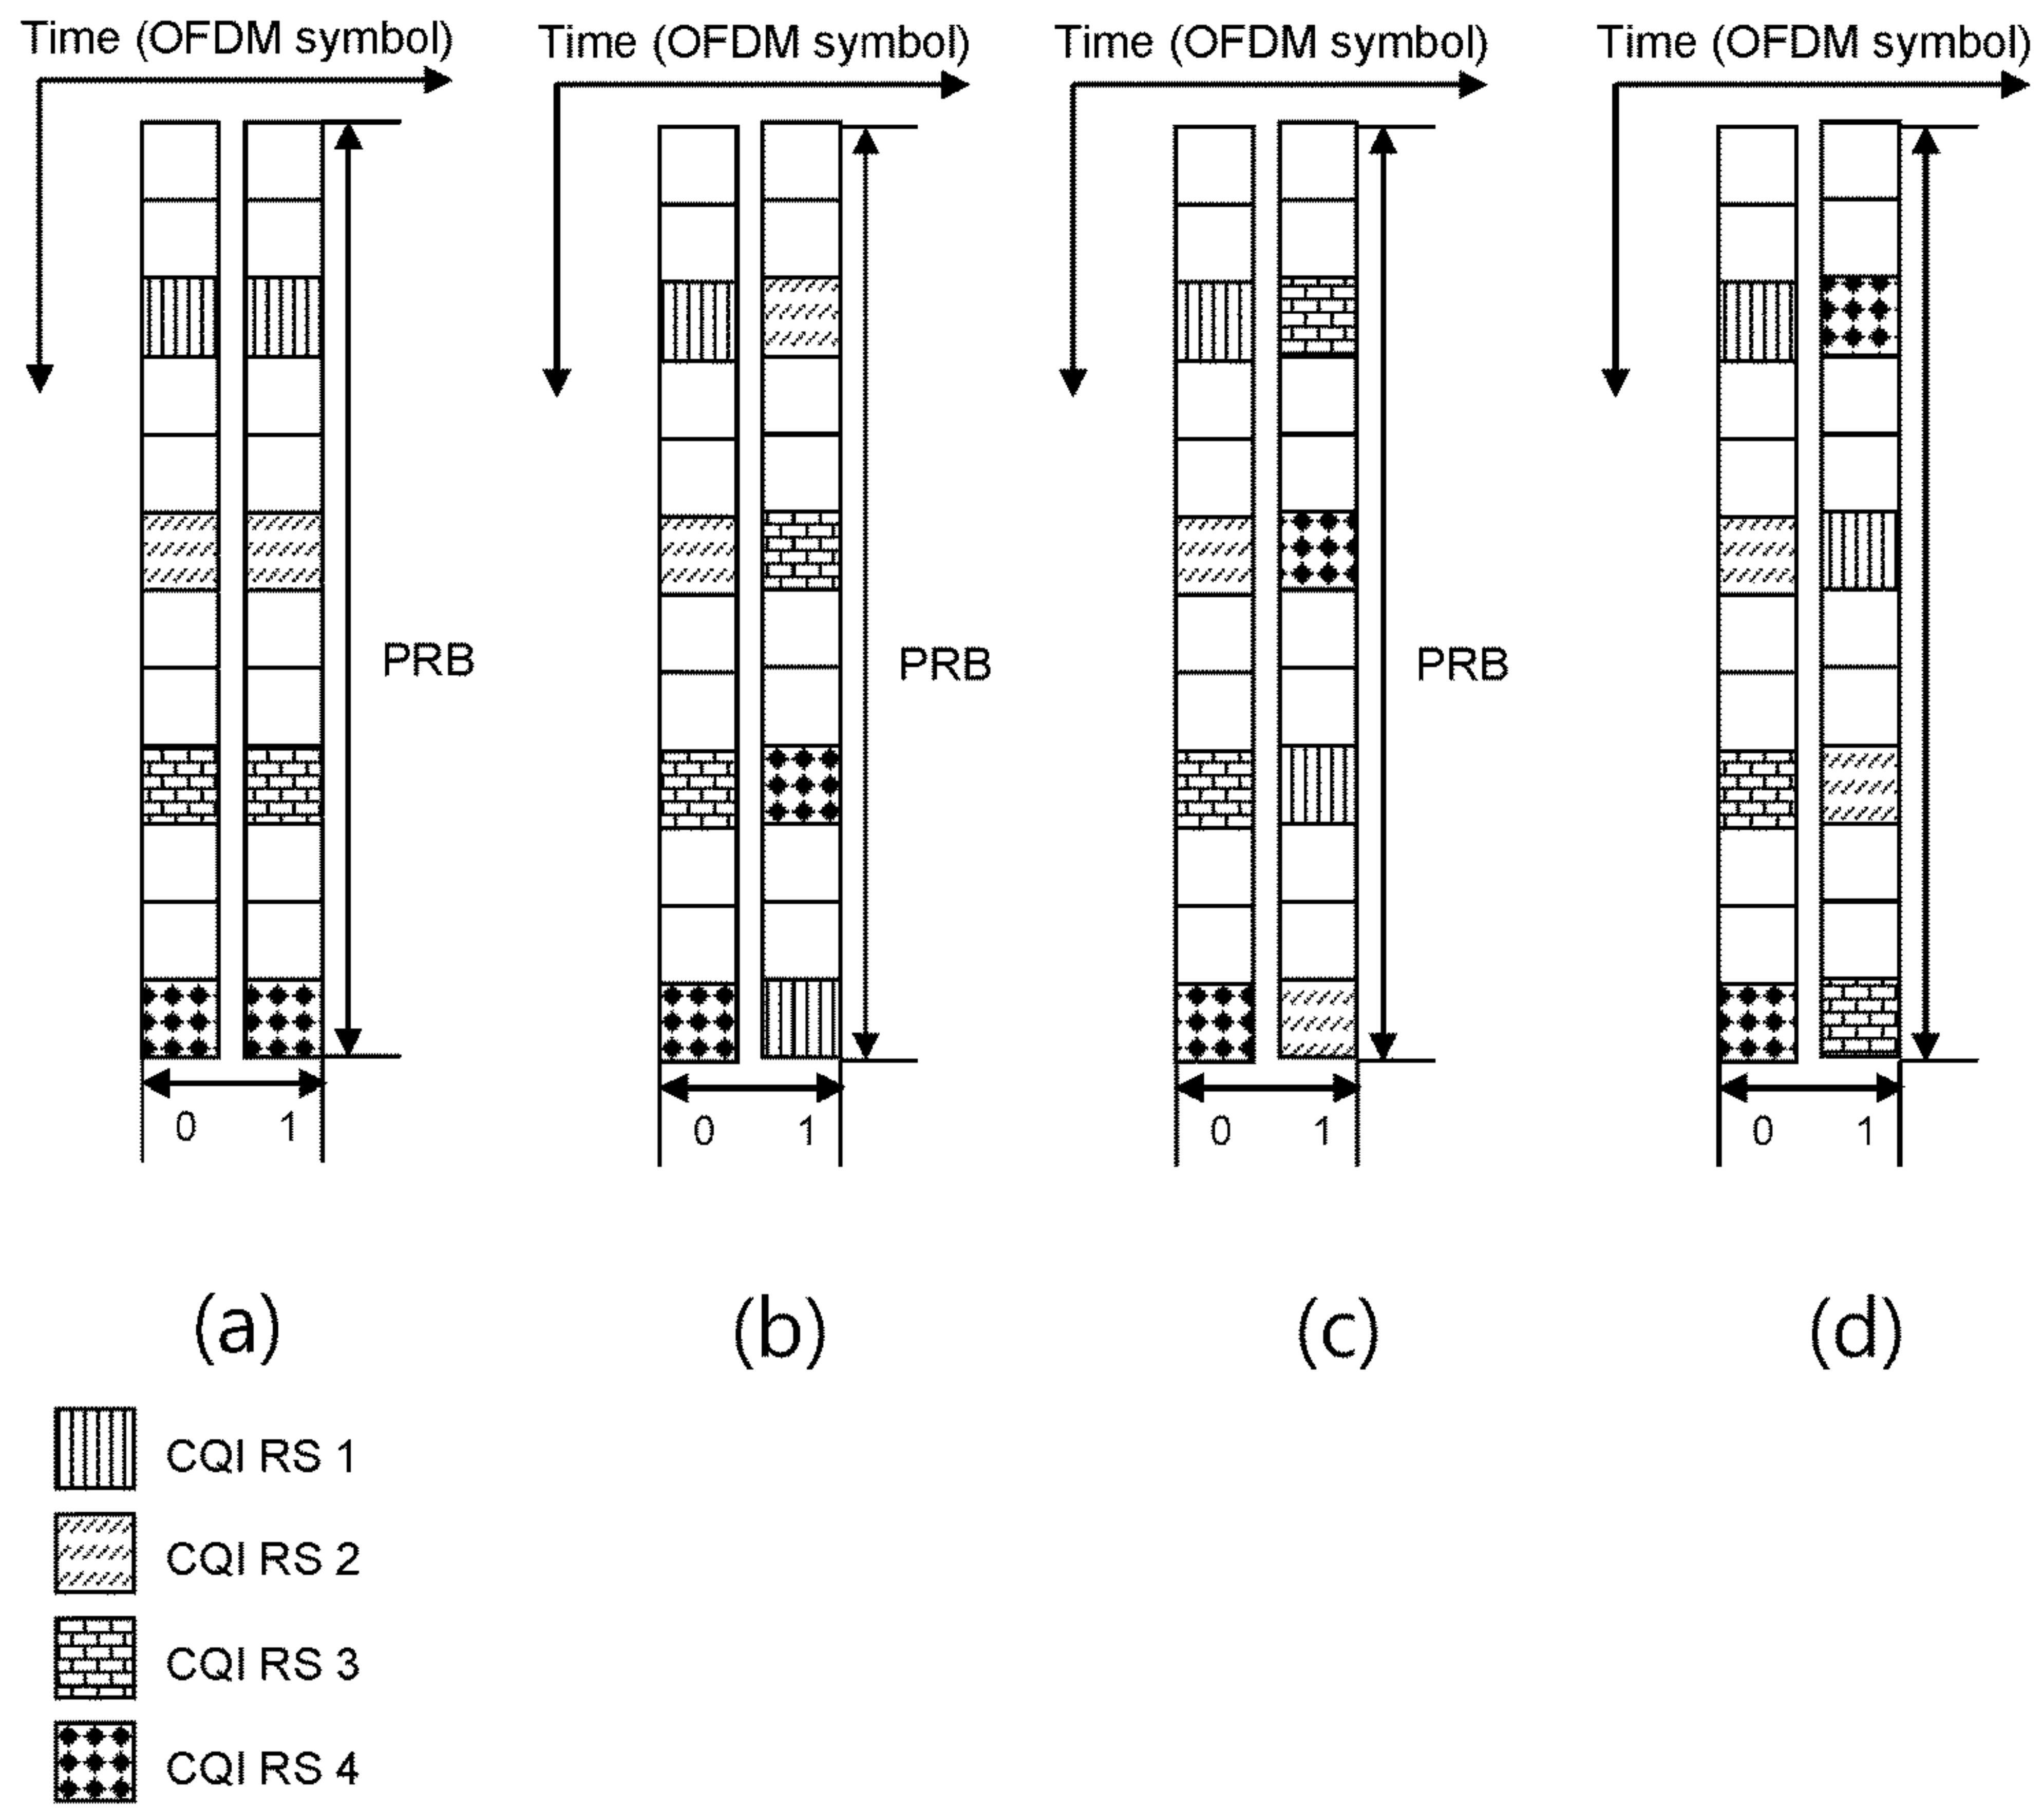 Time (OFDM symbol) Time (OFDM symbol) Time (OFDM symbol) Time (OFDM symbol)
PRB PRB PRB
0 1 0 1 0 1 0 1
(a) (b) (c) (d)
CQI RS 1
CQI RS 2
CQI RS 3
CQI RS 4